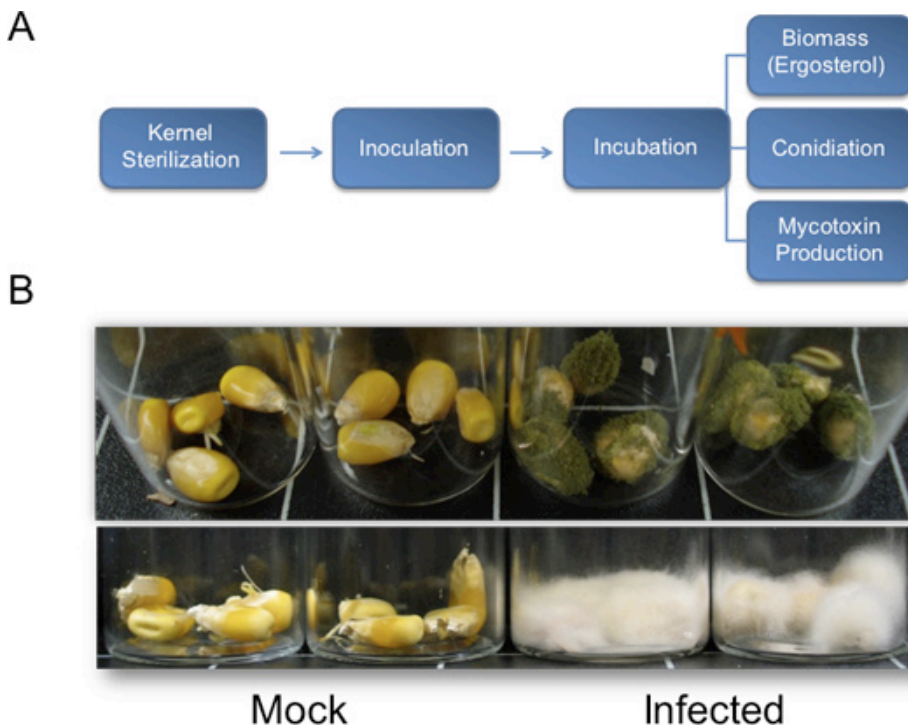 A
Kernel
Sterilization
Inoculation
Incubation
Biomass
(Ergosterol)
Conidiation
Mycotoxin
Production
B
Mock
Infected